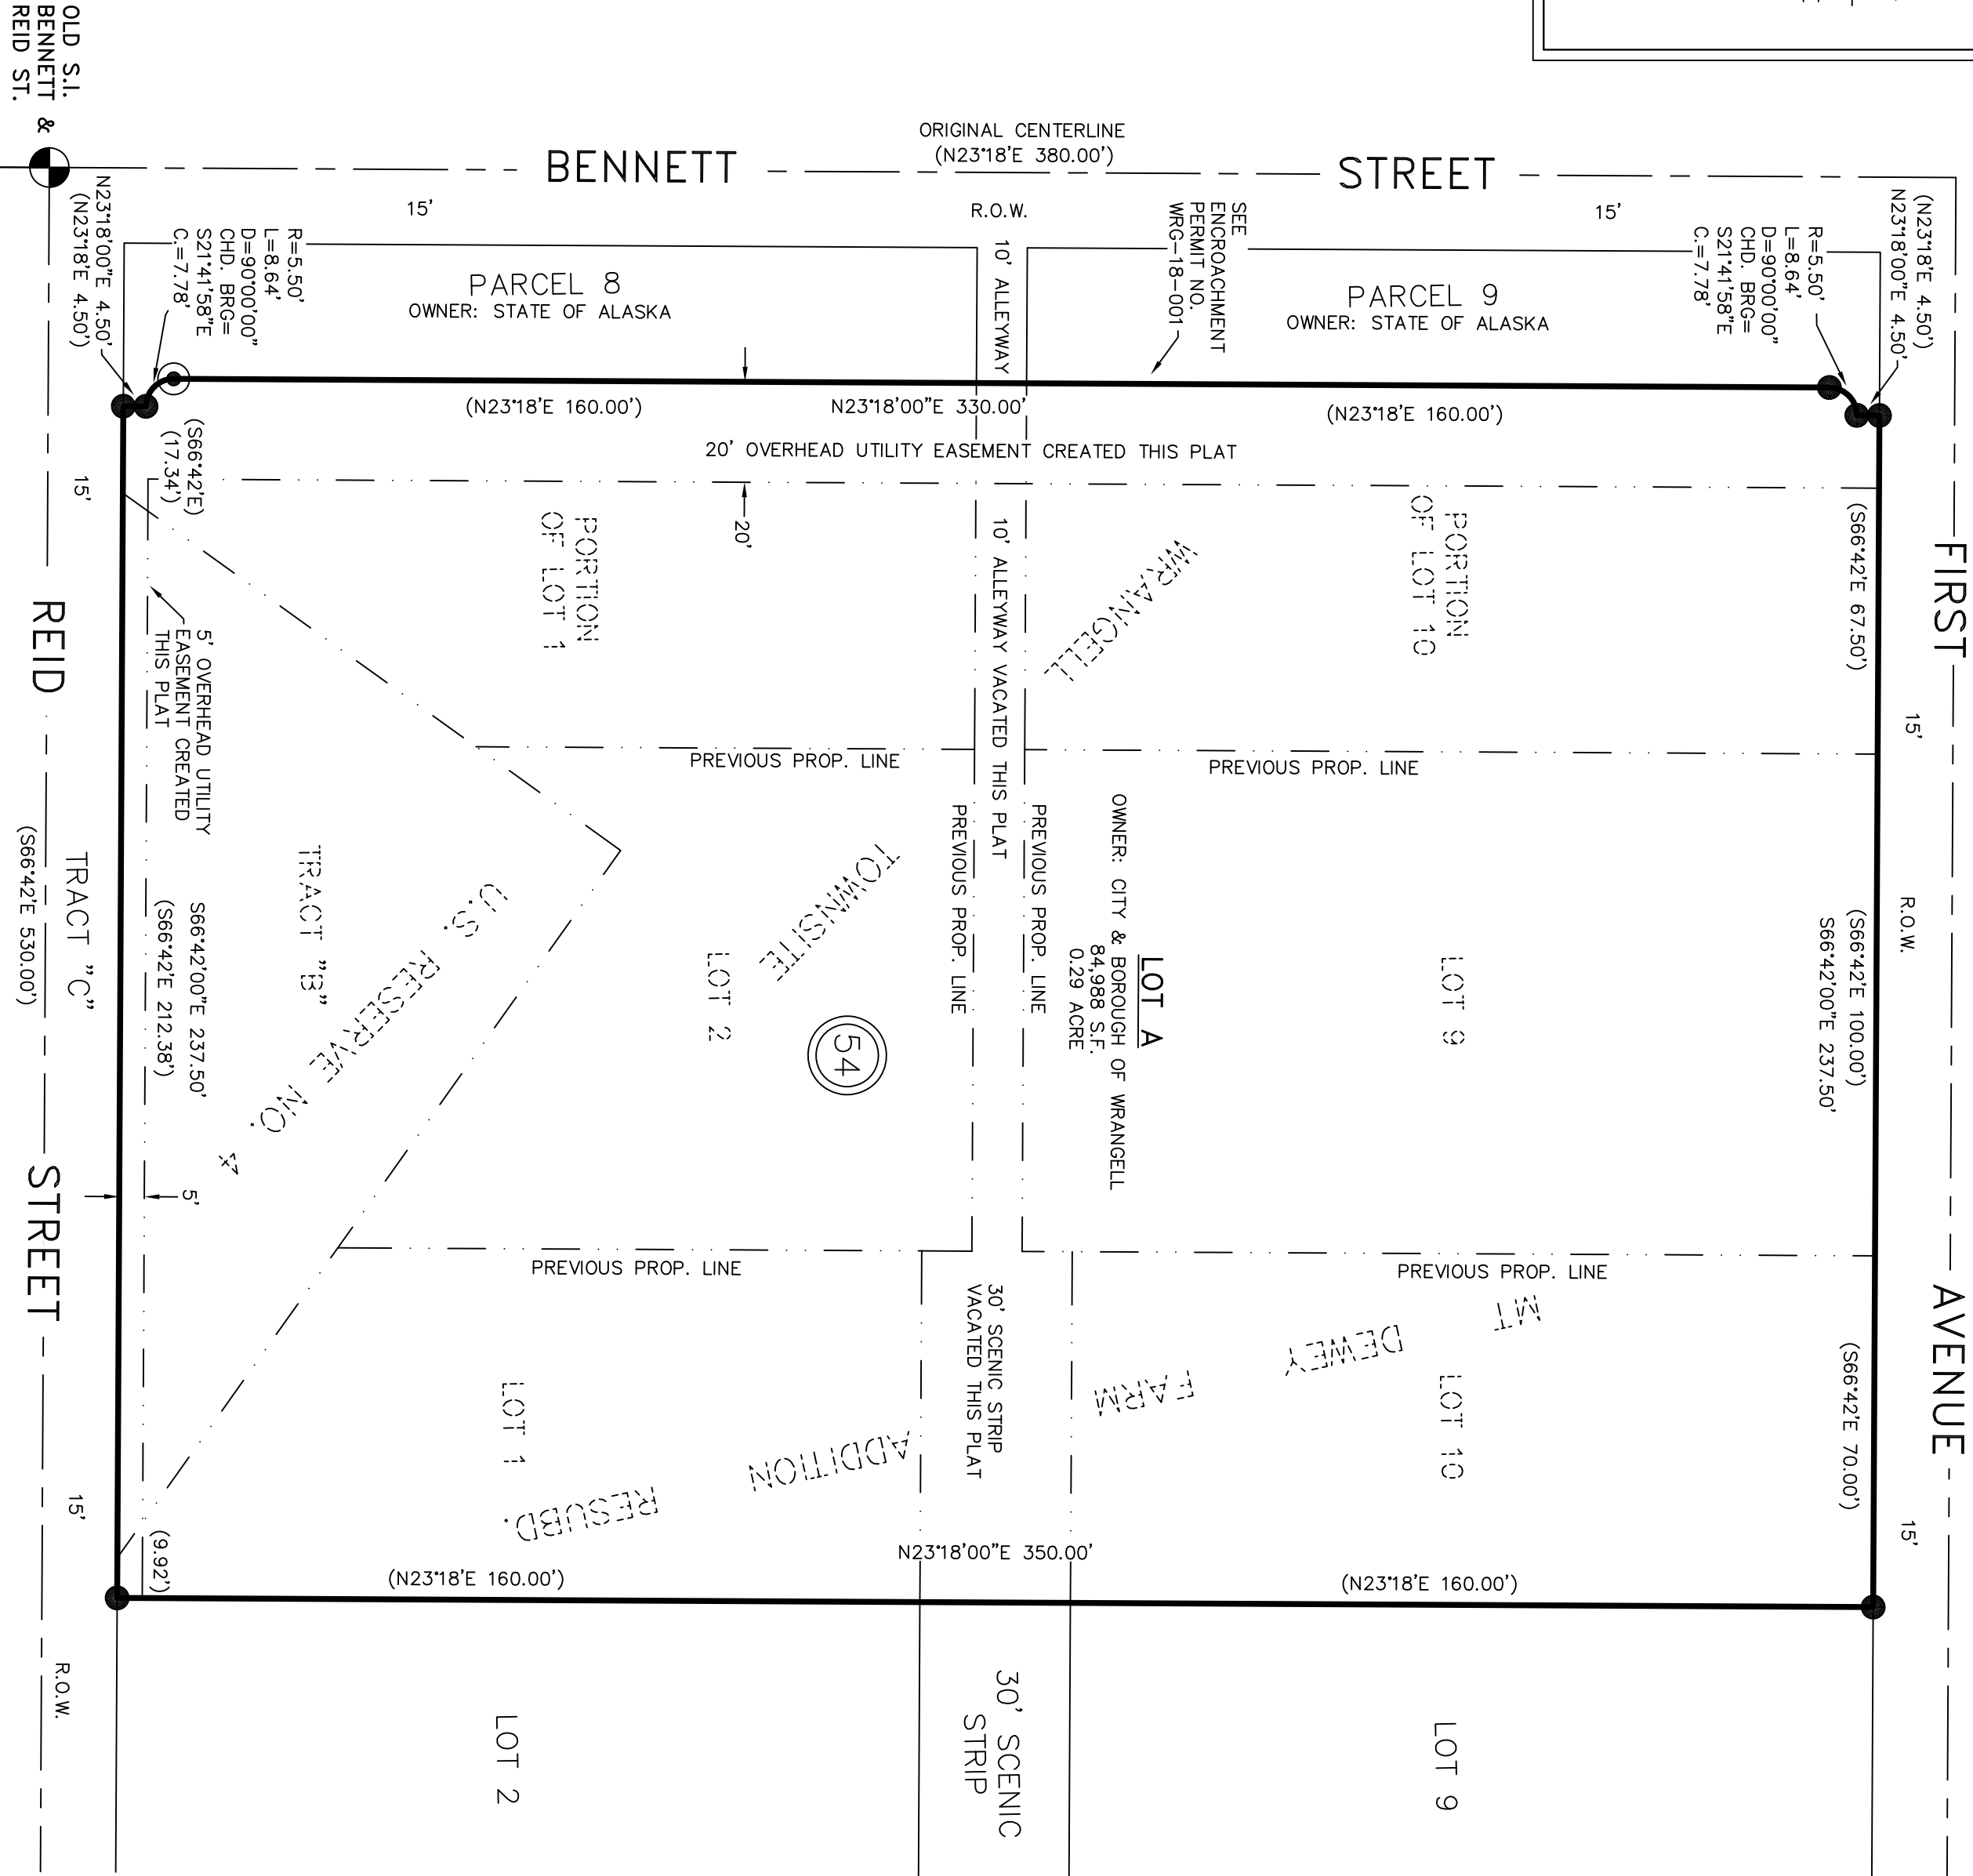 OLD S.I.
BENNETT &
REID ST.
ORIGINAL CENTERLINE
(N23°18'E 380.00')
BENNETT STREET
15'
R.O.W.
15'
(N23°18'E 4.50')
N23°18'00"E 4.50'
R=5.50'
L=8.64'
D=90°00'00"
CHD. BRG=
S21°41'58"E
C.=7.78'
SEE
ENCROACHMENT
PERMIT NO.
WRG-18-001
10' ALLEYWAY
PARCEL 9
OWNER: STATE OF ALASKA
PARCEL 8
OWNER: STATE OF ALASKA
R=5.50'
L=8.64'
D=90°00'00"
CHD. BRG=
S21°41'58"E
C.=7.78'
N23°18'00"E 4.50'
(N23°18'E 4.50')
(N23°18'E 160.00')
N23°18'00"E 330.00'
(N23°18'E 160.00')
20' OVERHEAD UTILITY EASEMENT CREATED THIS PLAT
(S66°42'E)
(17.34')
15'
20'
PORTION
OF LOT 1
10' ALLEYWAY VACATED THIS PLAT
WRANGELL
PORTION
OF LOT 10
(S66°42'E 67.50')
FIRST AVENUE
15'
REID STREET
5' OVERHEAD UTILITY
EASEMENT CREATED
THIS PLAT
PREVIOUS PROP. LINE
PREVIOUS PROP. LINE
PREVIOUS PROP. LINE
PREVIOUS PROP. LINE
TRACT "C"
(S66°42'E 530.00')
S66°42'00"E 237.50'
(S66°42'E 212.38')
TRACT "B"
U.S. RESERVE NO. 4
TOWNSITE
LOT 2
54
LOT A
OWNER: CITY & BOROUGH OF WRANGELL
84,988 S.F.
0.29 ACRE
LOT 9
R.O.W.
(S66°42'E 100.00')
S66°42'00"E 237.50'
5'
PREVIOUS PROP. LINE
PREVIOUS PROP. LINE
30' SCENIC STRIP
VACATED THIS PLAT
MT DEWEY FARM ADDITION RESUBD.
LOT 1
LOT 10
(S66°42'E 70.00')
15'
15'
(9.92')
(N23°18'E 160.00')
N23°18'00"E 350.00'
(N23°18'E 160.00')
R.O.W.
LOT 2
30' SCENIC
STRIP
LOT 9